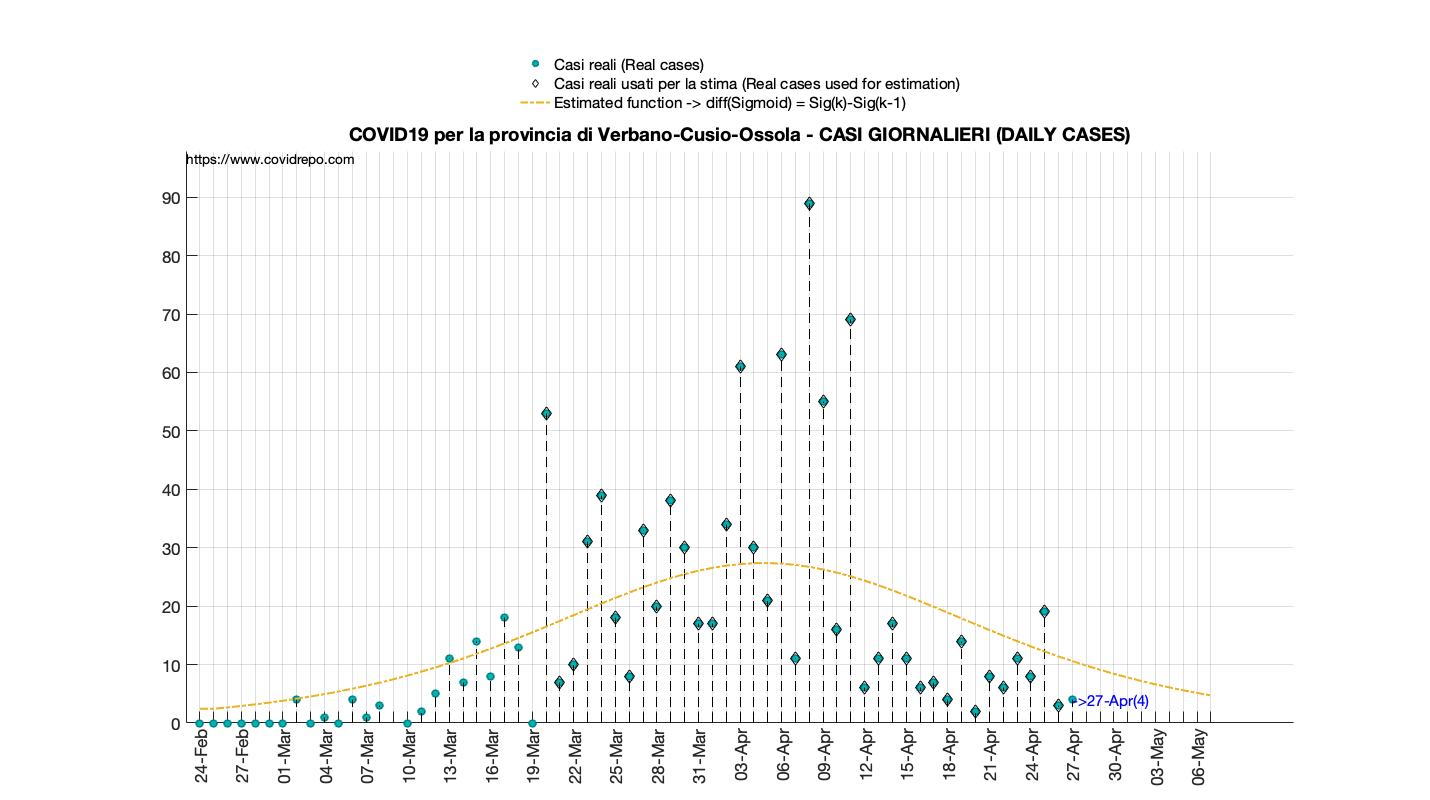 Casi reali (Real cases)
Casi reali usati per la stima (Real cases used for estimation)
Estimated function -> diff(Sigmoid) = Sig(k)-Sig(k-1)
COVID19 per la provincia di Verbano-Cusio-Ossola - CASI GIORNALIERI (DAILY CASES)
https://www.covidrepo.com
90
80
70
60
50
40
30
20
10
0
->27-Apr(4)
24-Feb
27-Feb
01-Mar
04-Mar
07-Mar
10-Mar
13-Mar
16-Mar
19-Mar
22-Mar
25-Mar
28-Mar
31-Mar
03-Apr
06-Apr
09-Apr
12-Apr
15-Apr
18-Apr
21-Apr
24-Apr
27-Apr
30-Apr
03-May
06-May